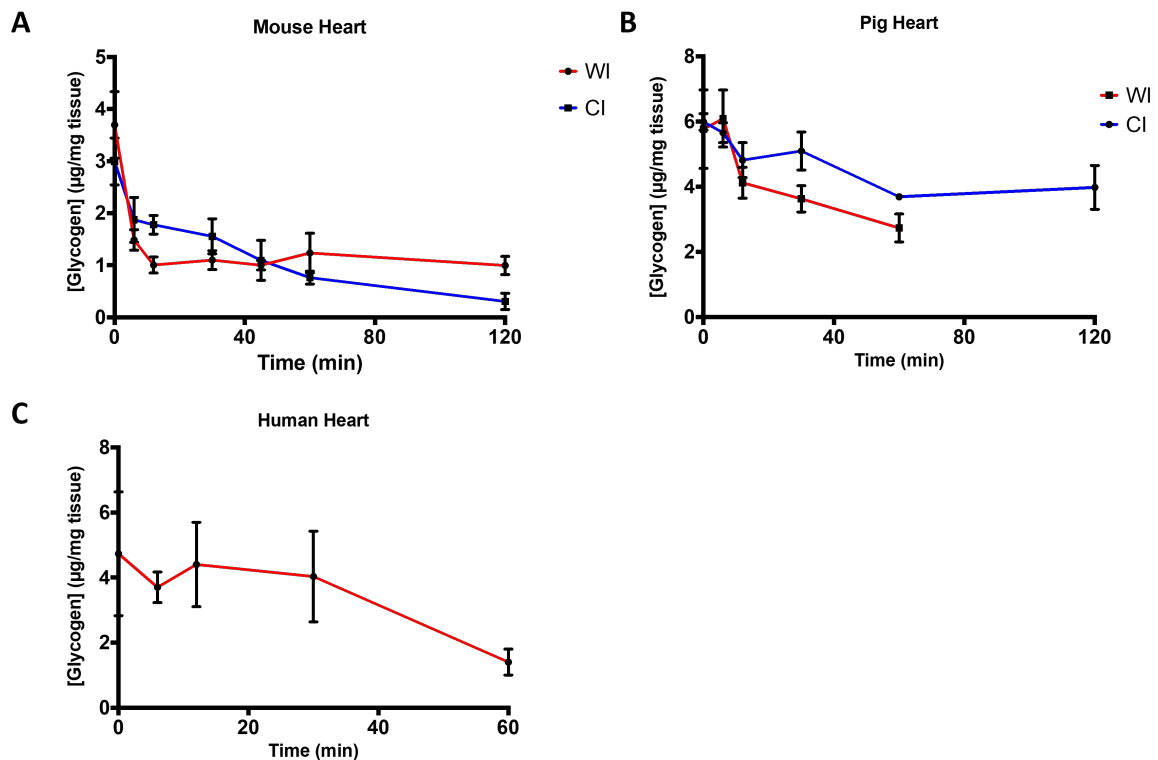 A
Mouse Heart
[Glycogen] (µg/mg tissue)
5
4
3
2
1
0
0 40 80 120
Time (min)
WI
CI
B
Pig Heart
[Glycogen] (µg/mg tissue)
8
6
4
2
0
0 40 80 120
Time (min)
WI
CI
C
Human Heart
[Glycogen] (µg/mg tissue)
8
6
4
2
0
0 20 40 60
Time (min)